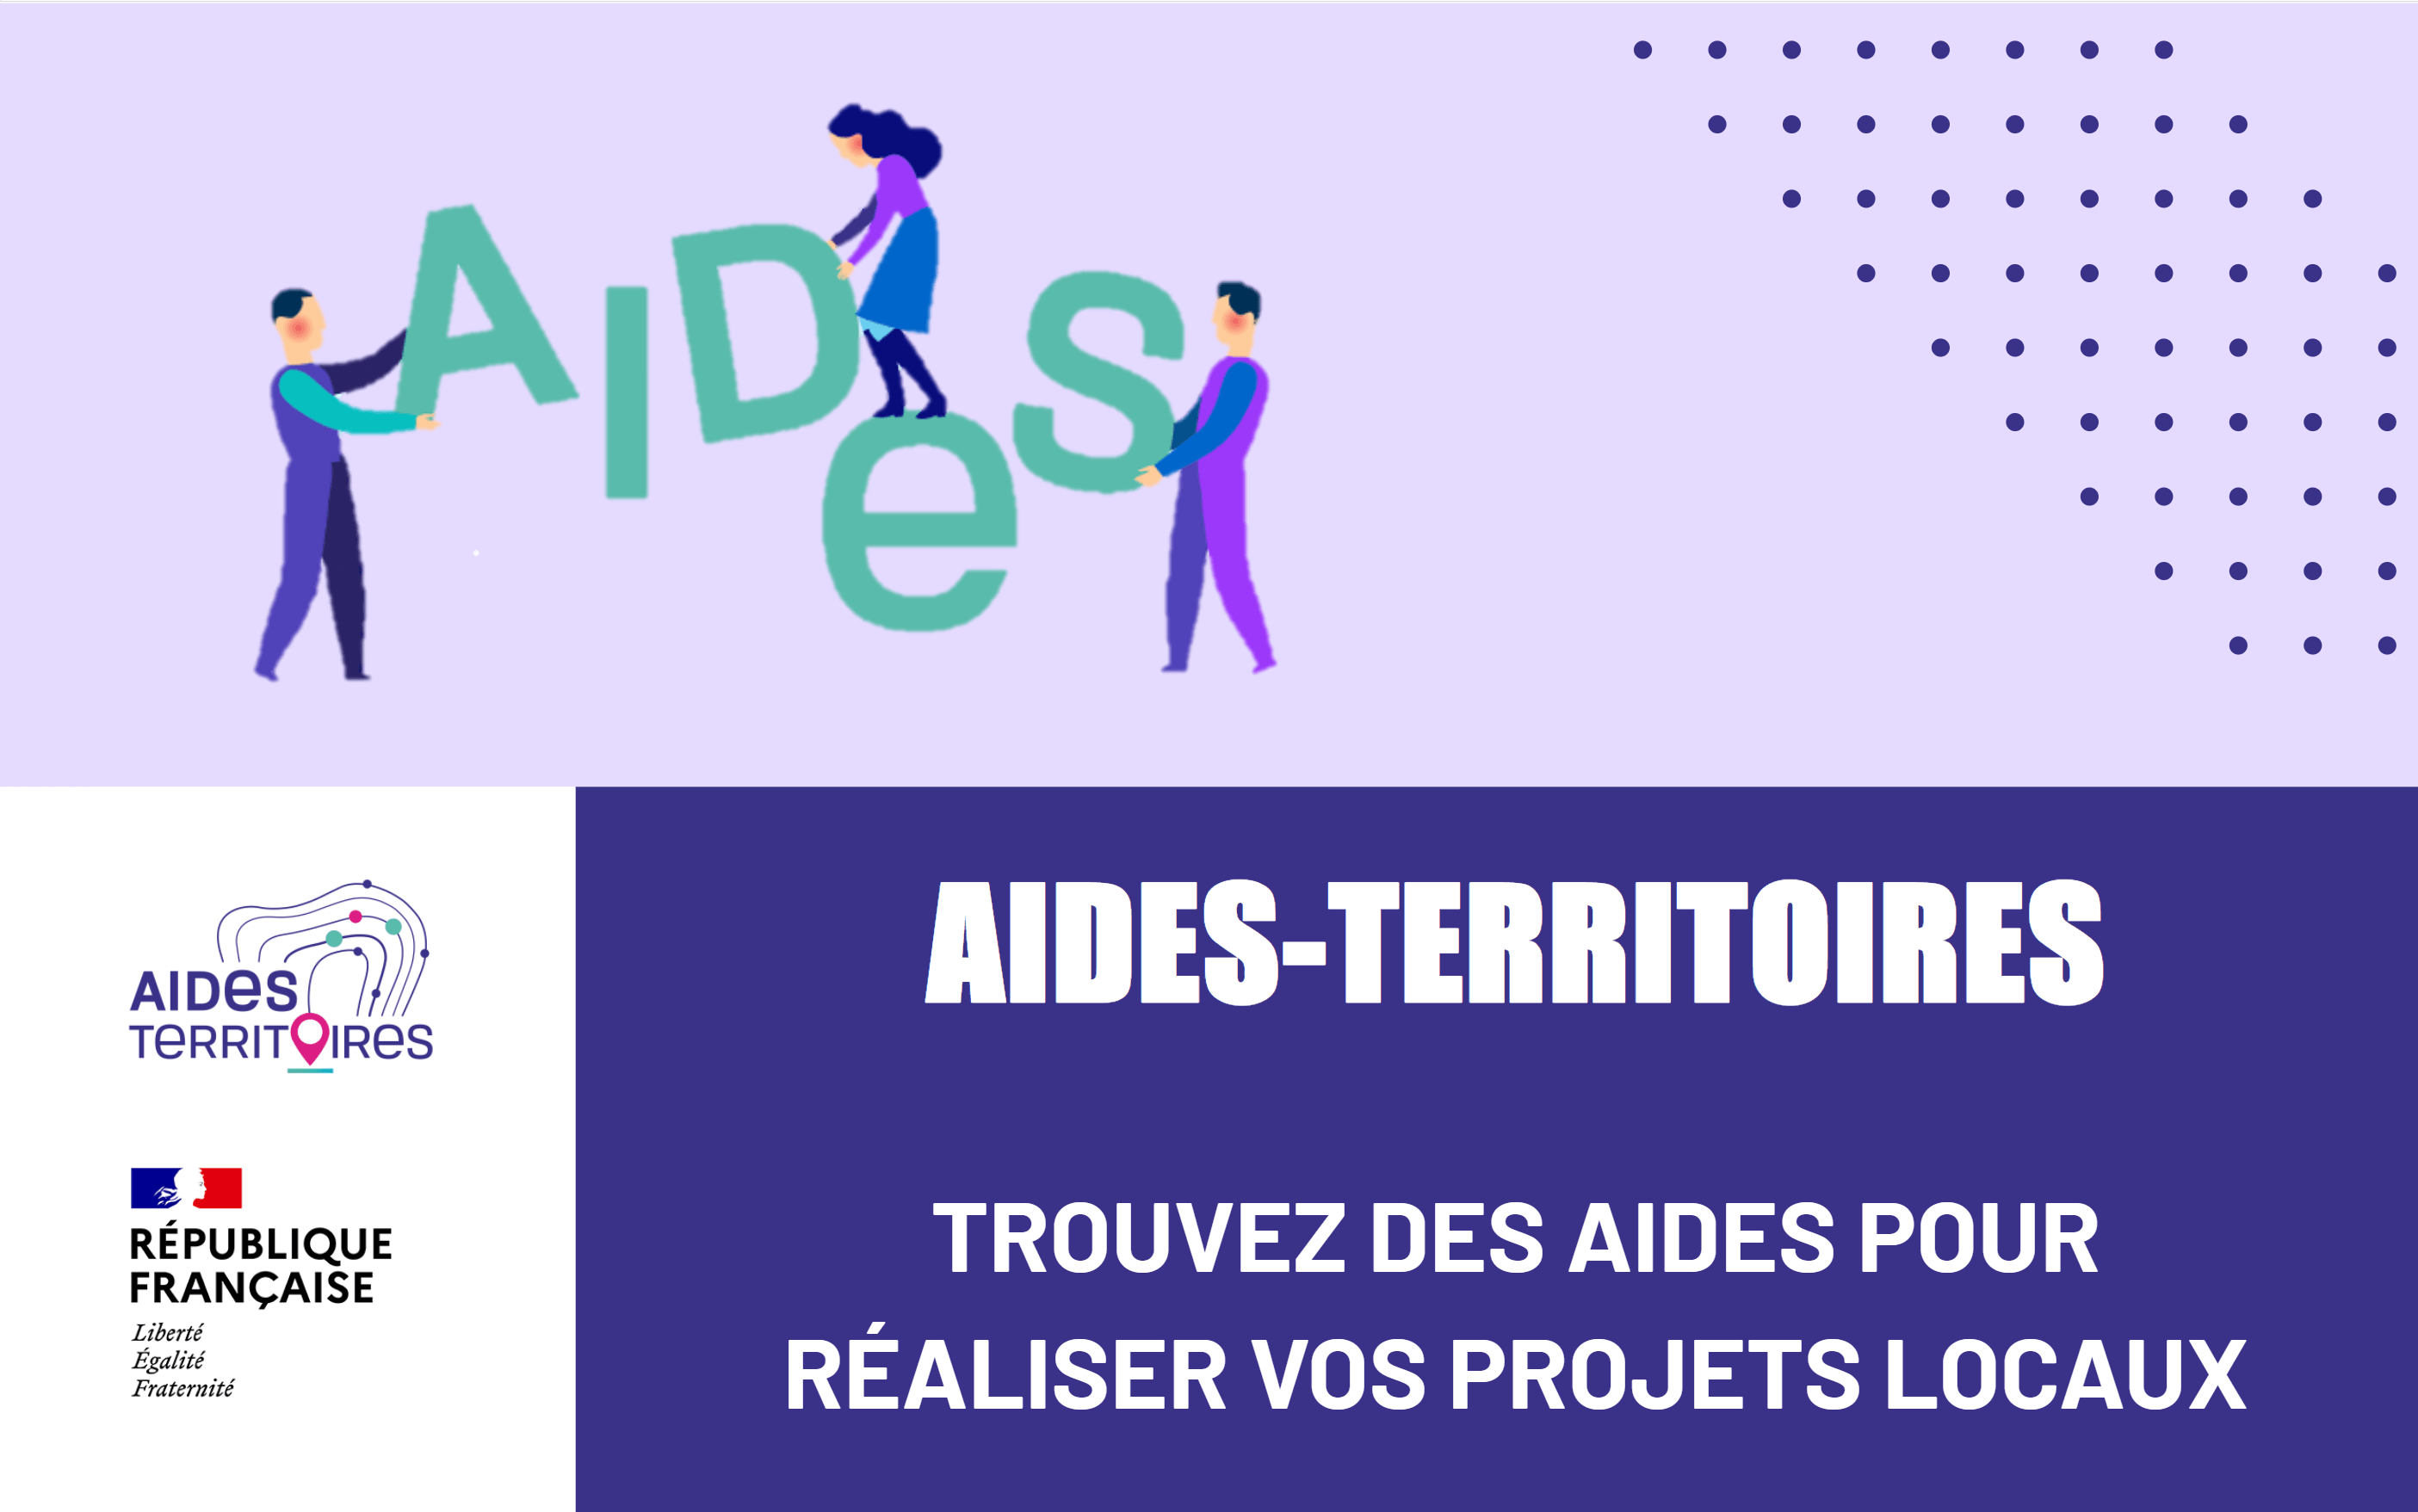 AIDeS
AIDes
TeRRITOIRes
RÉPUBLIQUE
FRANÇAISE
Liberté
Égalité
Fraternité
AIDES-TERRITOIRES
TROUVEZ DES AIDES POUR
RÉALISER VOS PROJETS LOCAUX